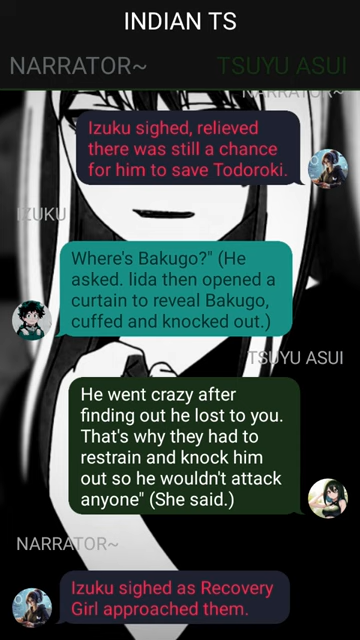 INDIAN TS
NARRATOR~
TSUYU ASUI
NARRATOR~
Izuku sighed, relieved
there was still a chance
for him to save Todoroki.
IZUKU
Where's Bakugo?" (He
asked. Iida then opened a
curtain to reveal Bakugo,
cuffed and knocked out.)
TSUYU ASUI
He went crazy after
finding out he lost to you.
That's why they had to
restrain and knock him
out so he wouldn't attack
anyone" (She said.)
NARRATOR~
Izuku sighed as Recovery
Girl approached them.